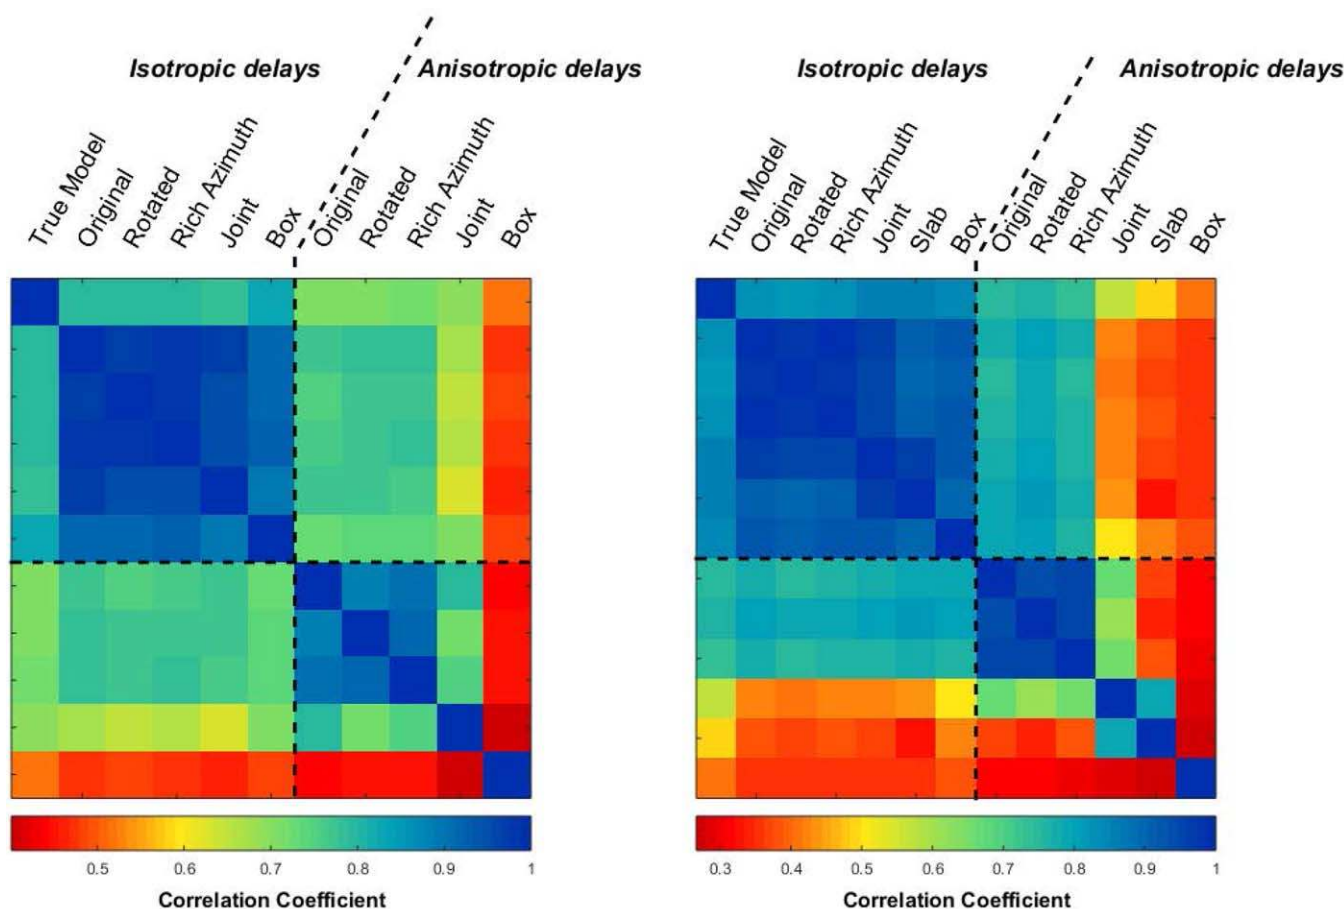 Isotropic delays
Anisotropic delays
True Model
Original
Rotated
Rich Azimuth
Joint
Box
Original
Rotated
Rich Azimuth
Joint
Box
0.5 0.6 0.7 0.8 0.9 1
Correlation Coefficient
Isotropic delays
Anisotropic delays
True Model
Original
Rotated
Rich Azimuth
Joint
Slab
Box
Original
Rotated
Rich Azimuth
Joint
Slab
Box
0.3 0.4 0.5 0.6 0.7 0.8 0.9 1
Correlation Coefficient